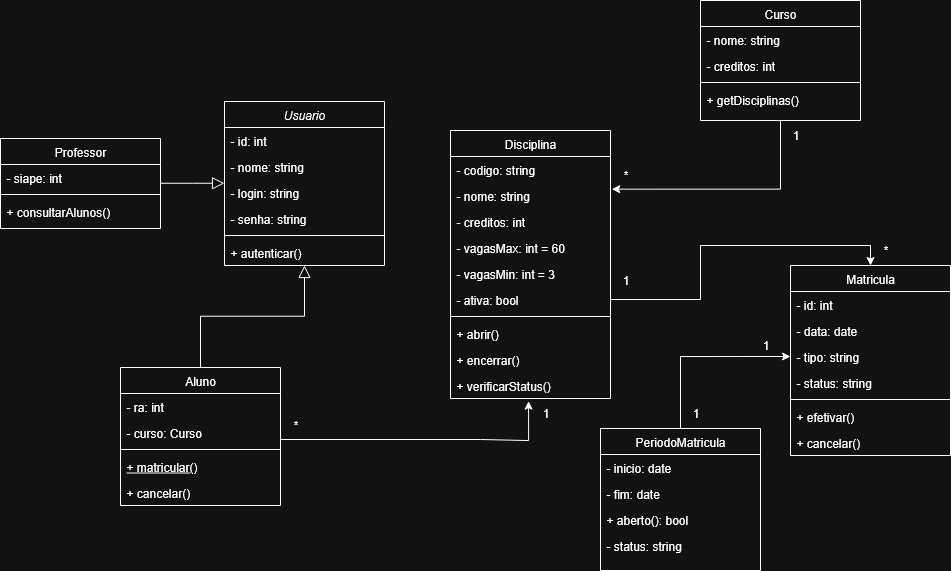 Curso
- nome: string
- creditos: int
+ getDisciplinas()
1
*
Usuario
- id: int
- nome: string
- login: string
- senha: string
+ autenticar()
Professor
- siape: int
+ consultarAlunos()
Disciplina
- codigo: string
- nome: string
- creditos: int
- vagasMax: int = 60
- vagasMin: int = 3
- ativa: bool
+ abrir()
+ encerrar()
+ verificarStatus()
1
*
Matricula
- id: int
- data: date
- tipo: string
- status: string
+ efetivar()
+ cancelar()
1
1
Aluno
- ra: int
- curso: Curso
+ matricular()
+ cancelar()
*
1
PeriodoMatricula
- inicio: date
- fim: date
+ aberto(): bool
- status: string